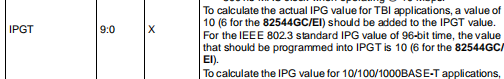 To calculate the actual IPG value for TBI applications, a value of
10 (6 for the 82544GC/EI) should be added to the IPGT value.
IPGT 9:0 X
For the IEEE 802.3 standard IPG value of 96-bit time, the value
that should be programmed into IPGT is 10 (6 for the 82544GC/
EI).
To calculate the IPG value for 10/100/1000BASE-T applications,